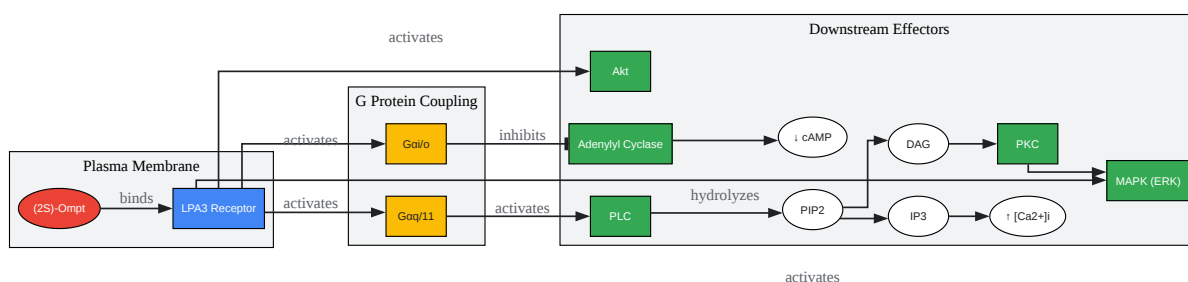 activates
Downstream Effectors
Akt
G Protein Coupling
activates
Gαi/o
inhibits
Adenylyl Cyclase
↓ cAMP
DAG
PKC
Plasma Membrane
MAPK (ERK)
(2S)-Ompt
binds
LPA3 Receptor
activates
Gαq/11
activates
PLC
hydrolyzes
PIP2
IP3
↑ [Ca2+]i
activates